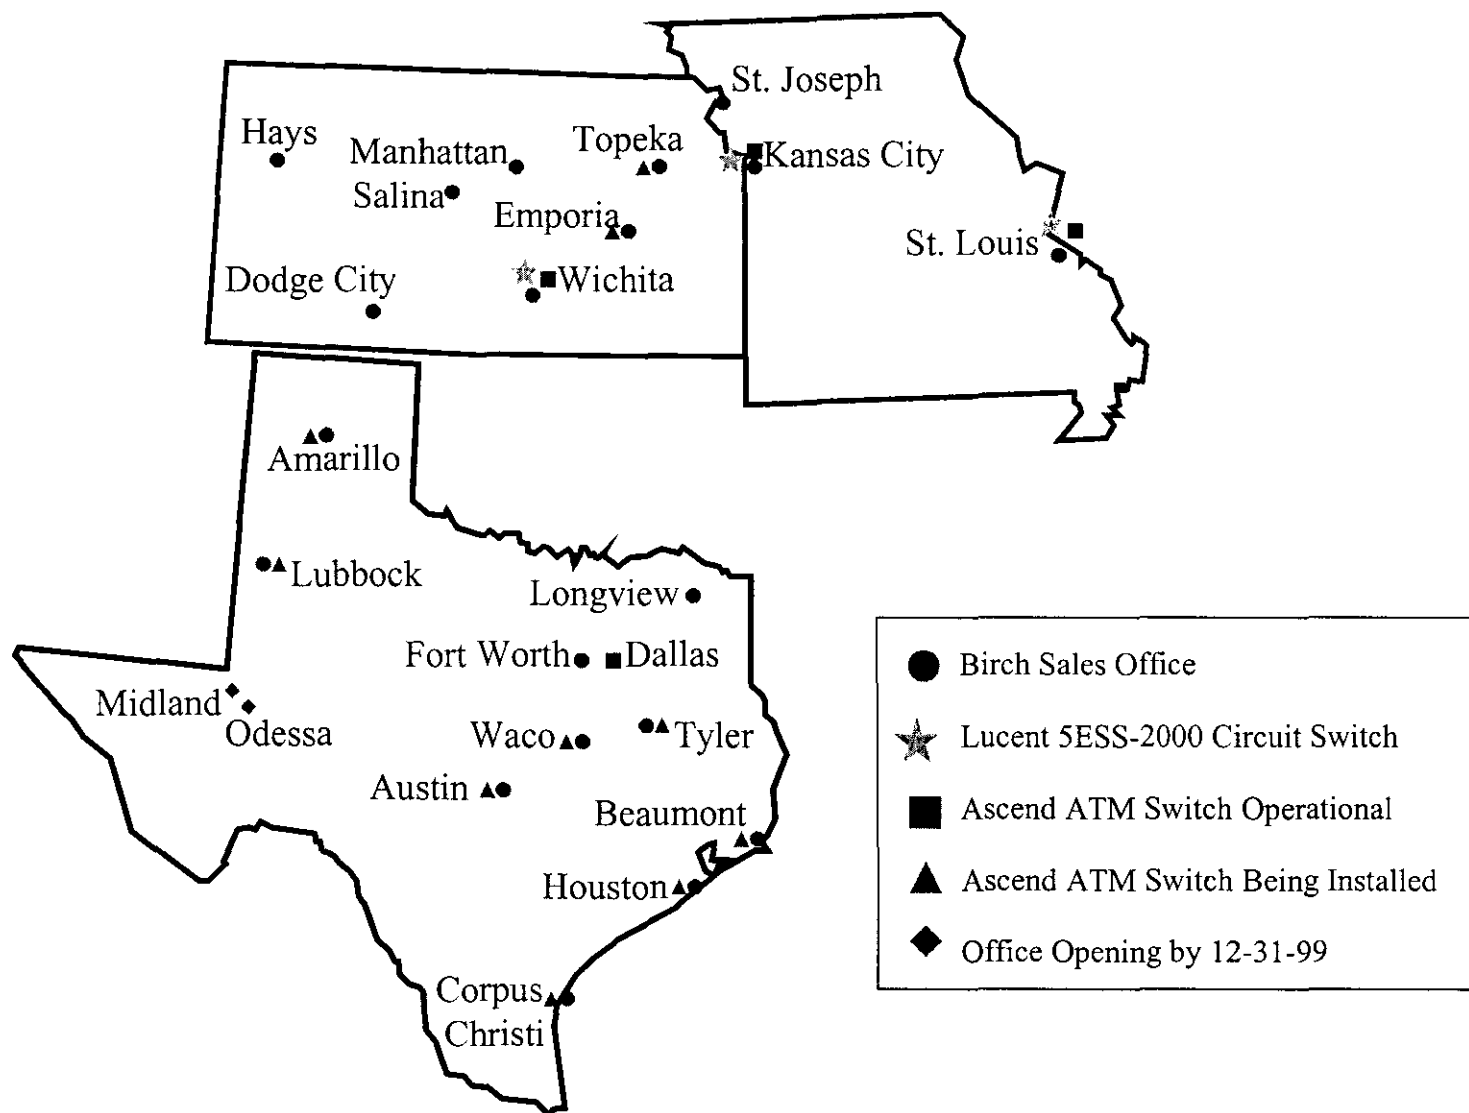 St. Joseph
Hays
Manhattan
Topeka
Kansas City
Salina
Emporia
St. Louis
Dodge City
Wichita
Amarillo
Lubbock
Longview
Fort Worth
Dallas
Midland
Odessa
Waco
Tyler
Austin
Beaumont
Houston
Corpus
Christi
Birch Sales Office
Lucent 5ESS-2000 Circuit Switch
Ascend ATM Switch Operational
Ascend ATM Switch Being Installed
Office Opening by 12-31-99